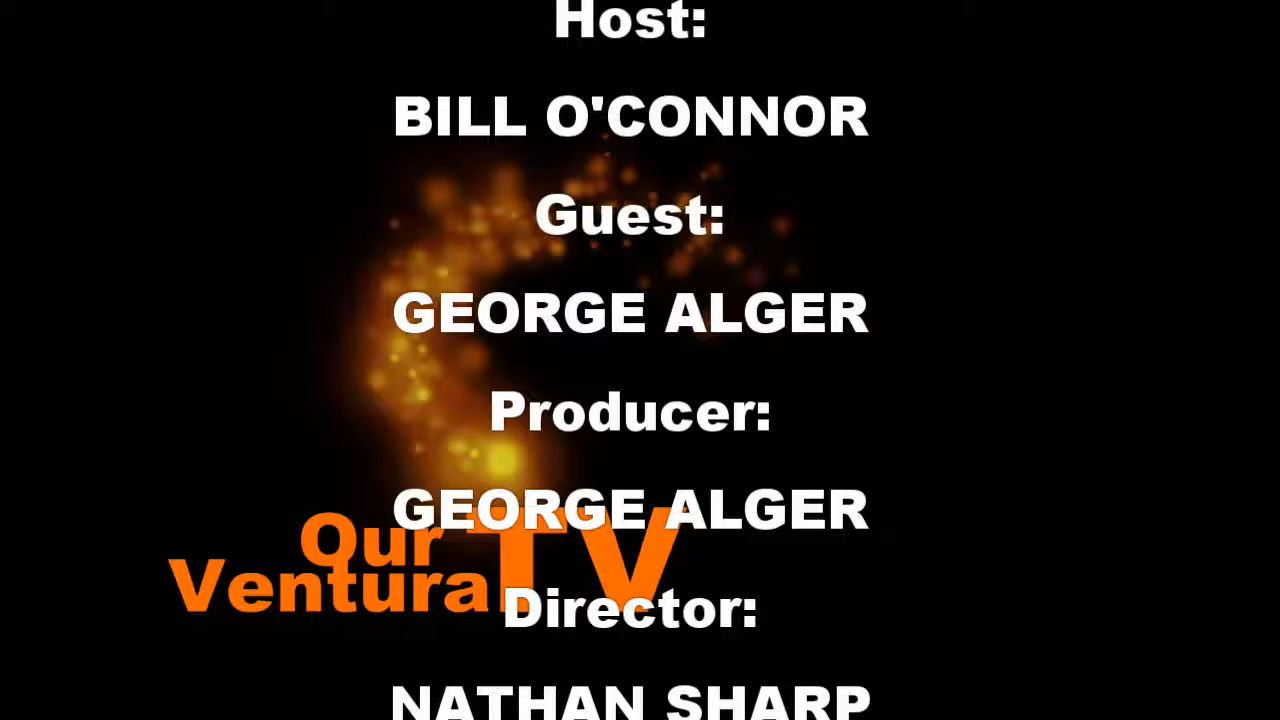 Host:
BILL O'CONNOR
Guest:
GEORGE ALGER
Producer:
GEORGE ALGER
Our
Ventura TV
Director:
NATHAN SHARP